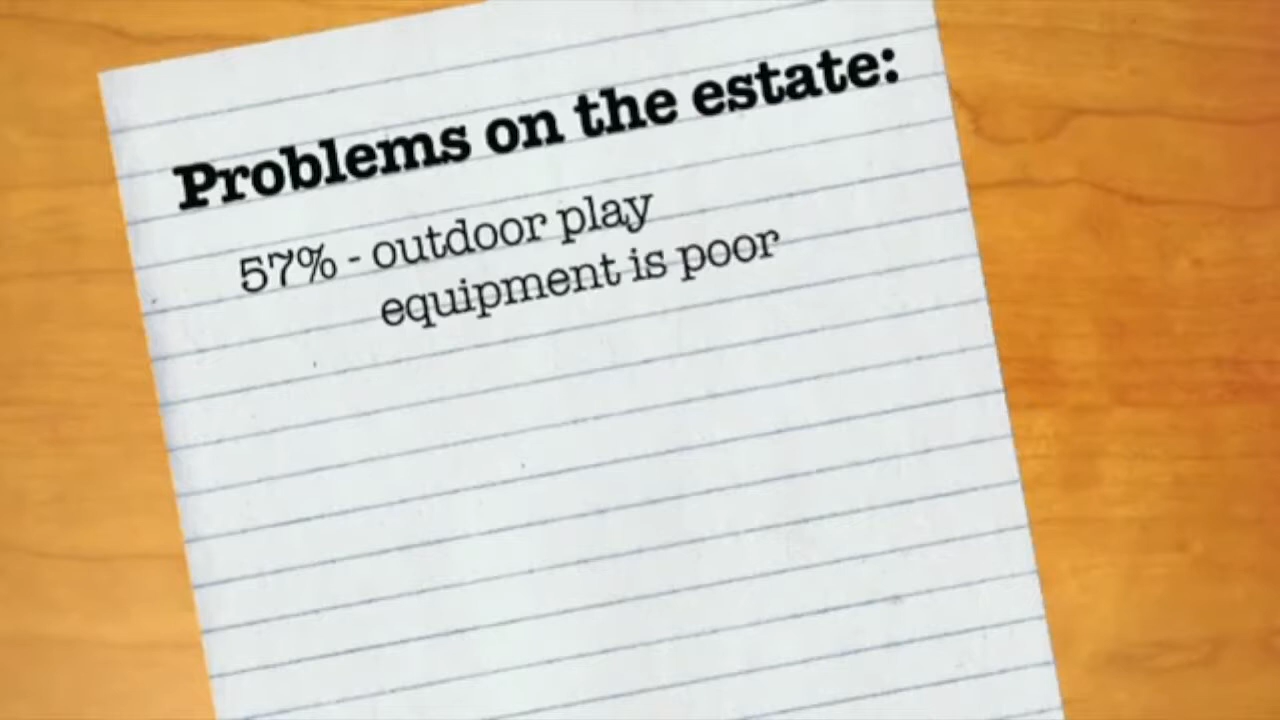 Problems on the estate:
57% - outdoor play
equipment is poor